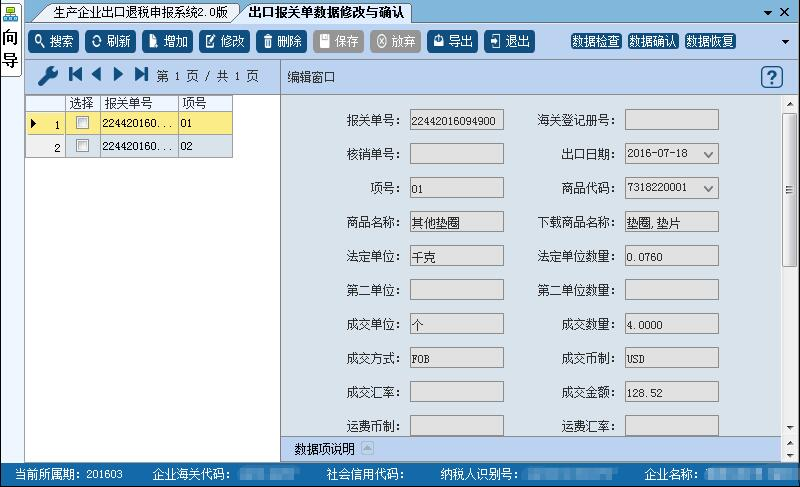 向导
生产企业出口退税申报系统2.0版 出口报关单数据修改与确认
搜索 刷新 增加 修改 删除 保存 放弃 导出 退出 数据检查 数据确认 数据恢复
第 1 页 / 共 1 页
编辑窗口
选择 报关单号 项号
1 224420160... 01
2 224420160... 02
报关单号: 22442016094900 海关登记册号:
核销单号: 出口日期: 2016-07-18
项号: 01 商品代码: 7318220001
商品名称: 其他垫圈 下载商品名称: 垫圈,垫片
法定单位: 千克 法定单位数量: 0.0760
第二单位: 第二单位数量:
成交单位: 个 成交数量: 4.0000
成交方式: FOB 成交币制: USD
成交汇率: 成交金额: 128.52
运费币制: 运费汇率:
数据项说明
当前所属期: 201603 企业海关代码: 社会信用代码: 纳税人识别号: 企业名称: